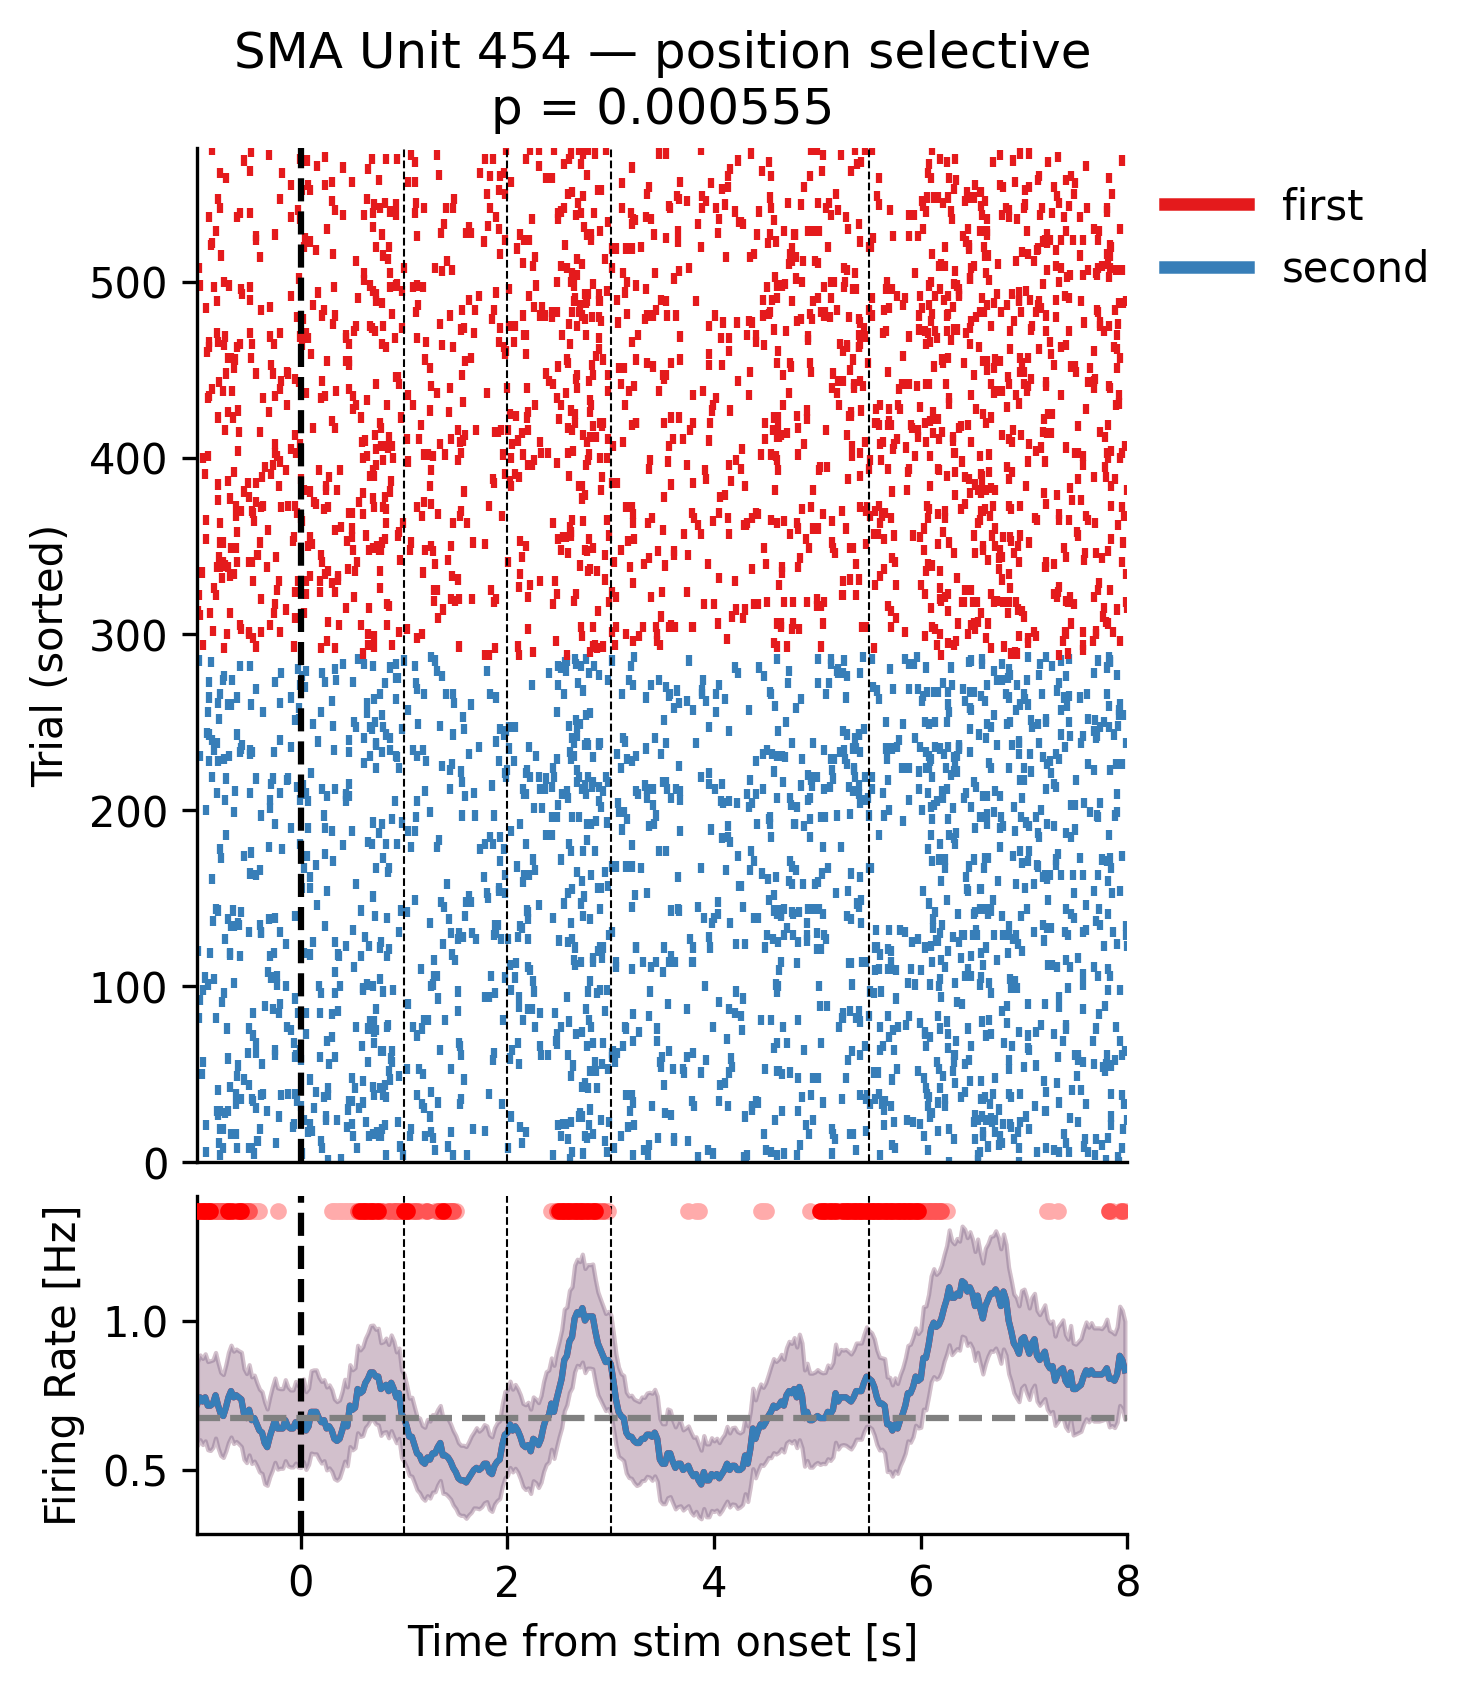 SMA Unit 454 — position selective
p = 0.000555
first
second
Trial (sorted)
500
400
300
200
100
0
Firing Rate [Hz]
1.0
0.5
0 2 4 6 8
Time from stim onset [s]